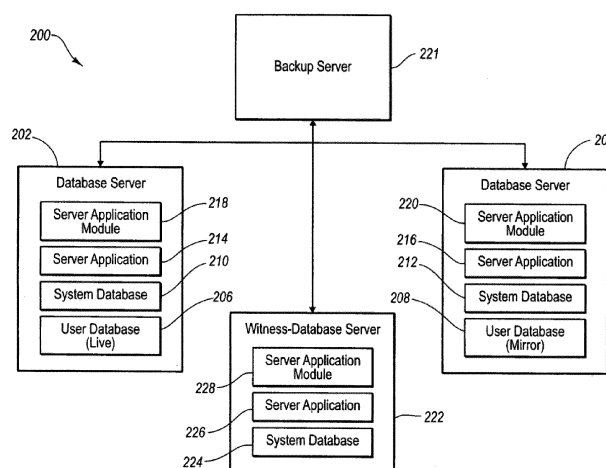 200
Backup Server
221
202
Database Server
Server Application
Module
218
Server Application
214
System Database
210
User Database
(Live)
206
20
Database Server
220
Server Application
Module
216
Server Application
212
System Database
208
User Database
(Mirror)
Witness-Database Server
Server Application
Module
228
Server Application
226
System Database
224
222